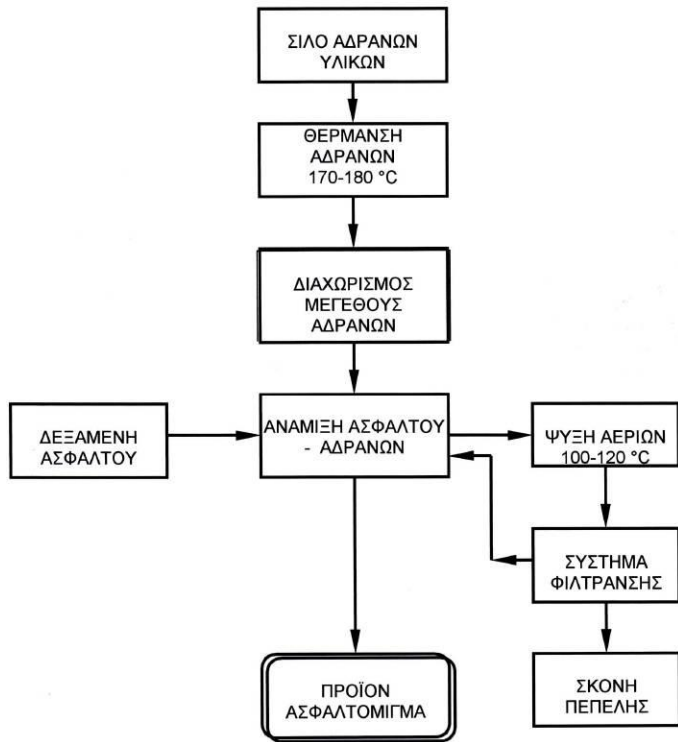 ΣΙΛΟ ΑΔΡΑΝΩΝ
ΥΛΙΚΩΝ
ΘΕΡΜΑΝΣΗ
ΑΔΡΑΝΩΝ
170-180 °C
ΔΙΑΧΩΡΙΣΜΟΣ
ΜΕΓΕΘΟΥΣ
ΑΔΡΑΝΩΝ
ΔΕΞΑΜΕΝΗ
ΑΣΦΑΛΤΟΥ
ΑΝΑΜΙΞΗ ΑΣΦΑΛΤΟΥ
- ΑΔΡΑΝΩΝ
ΨΥΞΗ ΑΕΡΙΩΝ
100-120 °C
ΣΥΣΤΗΜΑ
ΦΙΛΤΡΑΝΣΗΣ
ΠΡΟΪΟΝ
ΑΣΦΑΛΤΟΜΙΓΜΑ
ΣΚΟΝΗ
ΠΕΠΕΛΗΣ